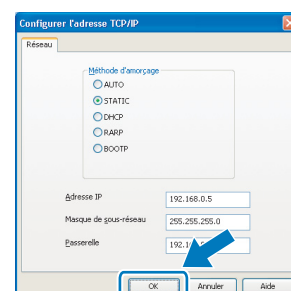 Configurer l'adresse TCP/IP
Réseau
Méthode d'amorçage
AUTO
STATIC
DHCP
RARP
BOOTP
Adresse IP 192.168.0.5
Masque de sous-réseau 255.255.255.0
Passerelle
OK Annuler Aide